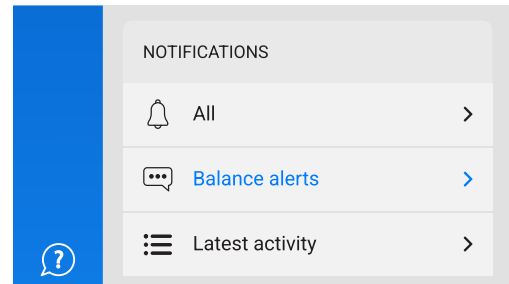 NOTIFICATIONS
All
Balance alerts
Latest activity
?